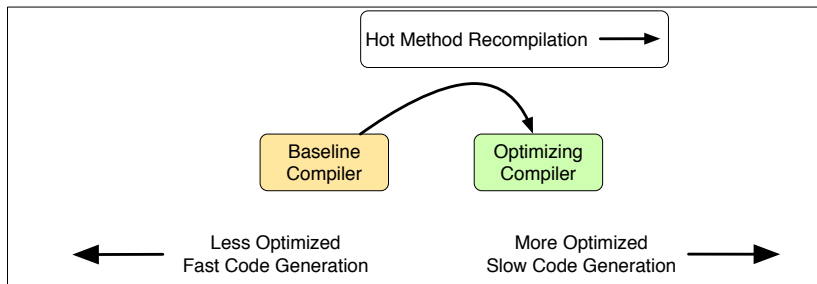 Hot Method Recompilation
Baseline
Compiler
Optimizing
Compiler
Less Optimized
Fast Code Generation
More Optimized
Slow Code Generation